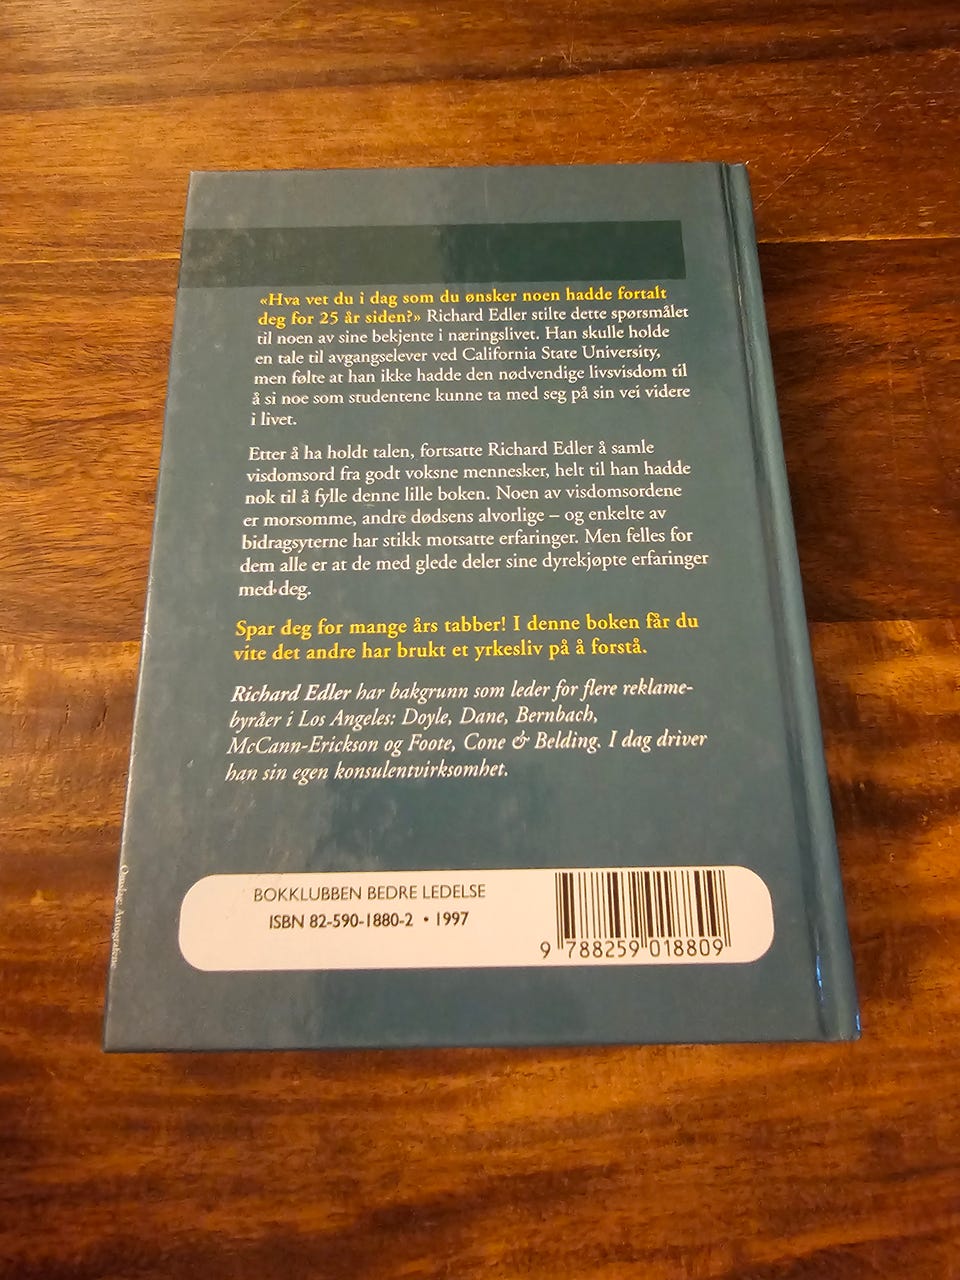 «Hva vet du i dag som du ønsker noen hadde fortalt
deg for 25 år siden?» Richard Edler stilte dette spørsmålet
til noen av sine bekjente i næringslivet. Han skulle holde
en tale til avgangselever ved California State University,
men følte at han ikke hadde den nødvendige livsvisdom til
å si noe som studentene kunne ta med seg på sin vei videre
i livet.
Etter å ha holdt talen, fortsatte Richard Edler å samle
visdomsord fra godt voksne mennesker, helt til han hadde
nok til å fylle denne lille boken. Noen av visdomsordene
er morsomme, andre dødsens alvorlige – og enkelte av
bidragsyterne har stikk motsatte erfaringer. Men felles for
dem alle er at de med glede deler sine dyrekjøpte erfaringer
med deg.
Spar deg for mange års tabber! I denne boken får du
vite det andre har brukt et yrkesliv på å forstå.
Richard Edler har bakgrunn som leder for flere reklame-
byråer i Los Angeles: Doyle, Dane, Bernbach,
McCann-Erickson og Foote, Cone & Belding. I dag driver
han sin egen konsulentvirksomhet.
BOKKLUBBEN BEDRE LEDELSE
ISBN 82-590-1880-2 • 1997
9 788259 018809
Omslag: Autografene